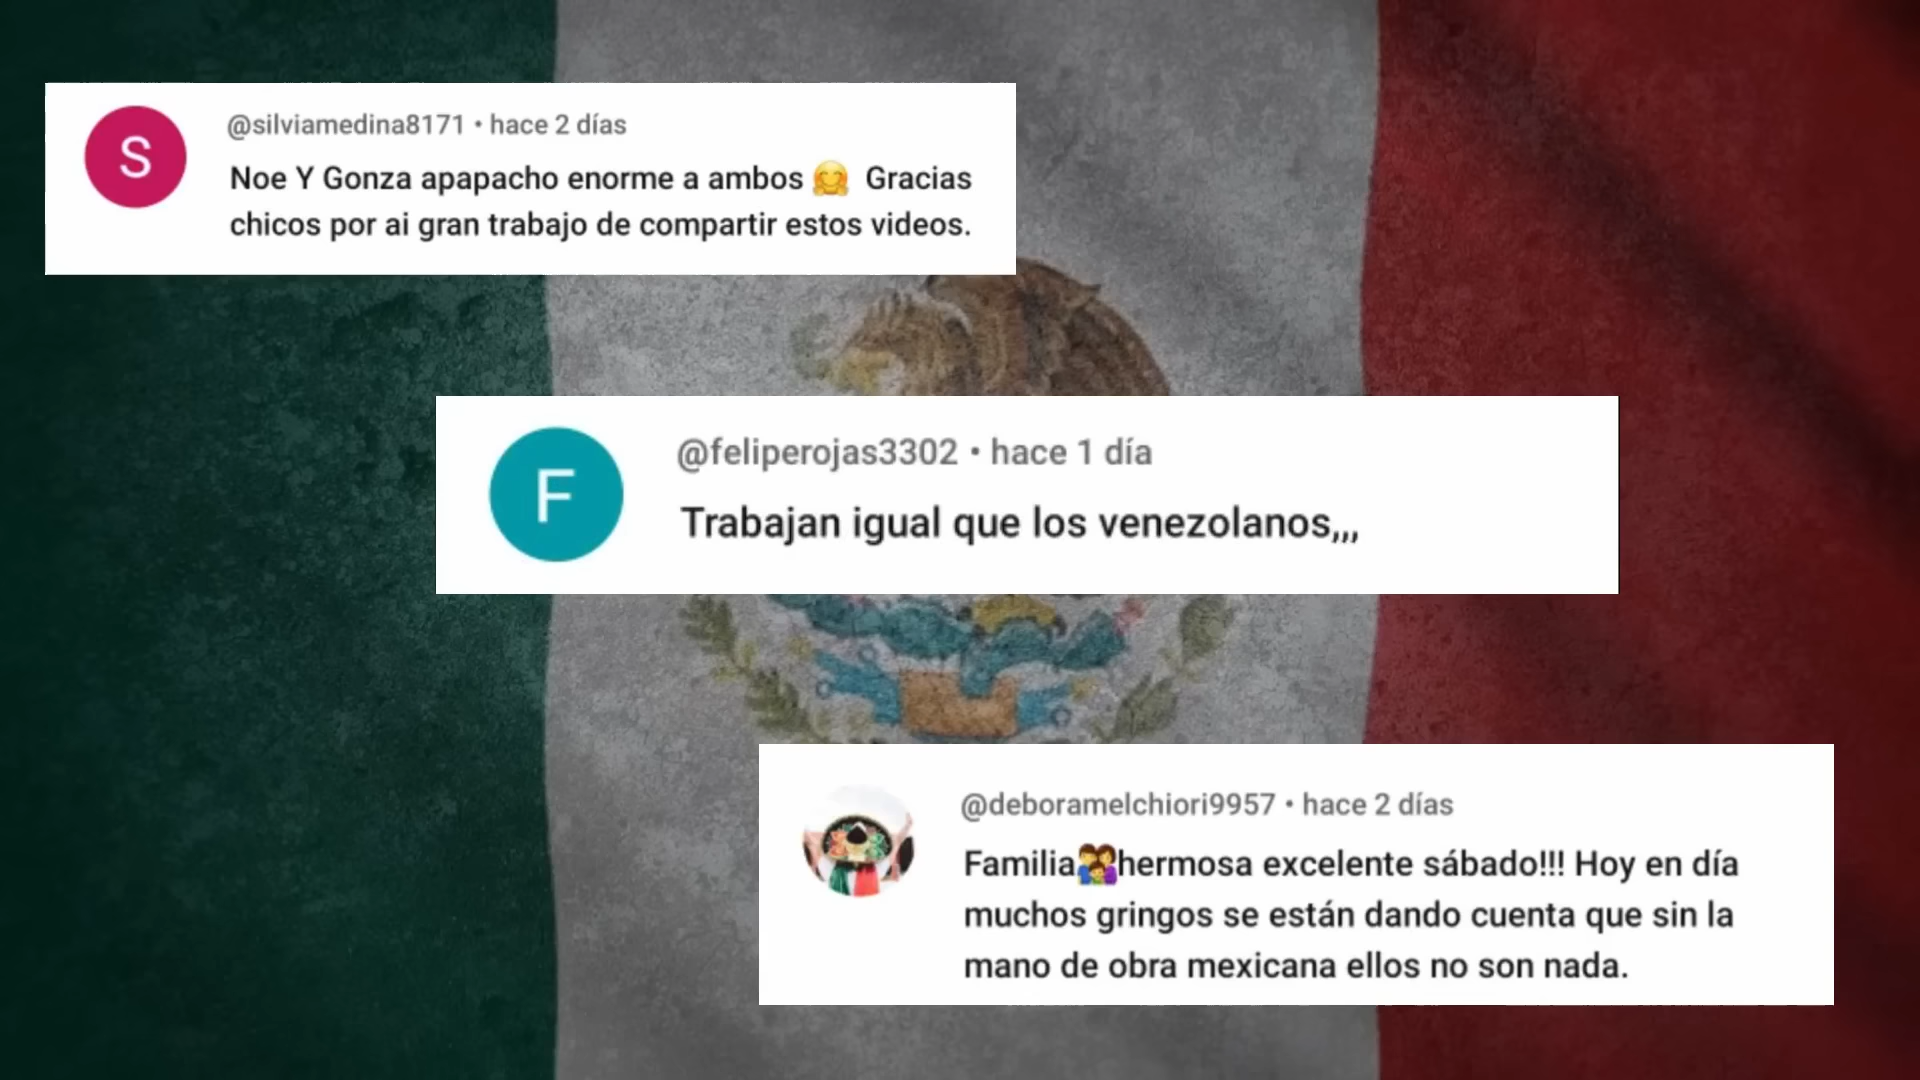 S
@silviamedina8171 • hace 2 días
Noe Y Gonza apapacho enorme a ambos 🤗 Gracias
chicos por ai gran trabajo de compartir estos videos.
F
@feliperojas3302 • hace 1 día
Trabajan igual que los venezolanos,,,
@deboramelchiori9957 • hace 2 días
Familia👨‍👩‍👦hermosa excelente sábado!!! Hoy en día
muchos gringos se están dando cuenta que sin la
mano de obra mexicana ellos no son nada.